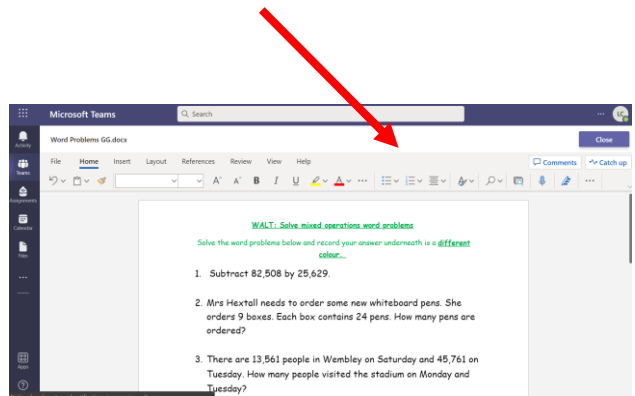 Microsoft Teams
Search
LG
Activity
Word Problems GG.docx
Close
Teams
File Home Insert Layout References Review View Help
Comments
Catch up
A A B I U A
Assignments
Calendar
Files
WALT: Solve mixed operations word problems
Solve the word problems below and record your answer underneath is a different
colour.
1. Subtract 82,508 by 25,629.
2. Mrs Hextall needs to order some new whiteboard pens. She
orders 9 boxes. Each box contains 24 pens. How many pens are
ordered?
3. There are 13,561 people in Wembley on Saturday and 45,761 on
Tuesday. How many people visited the stadium on Monday and
Tuesday?
Apps